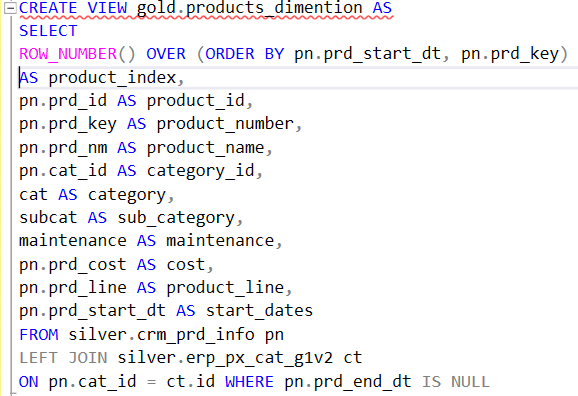 CREATE VIEW gold.products_dimention AS
SELECT
ROW_NUMBER() OVER (ORDER BY pn.prd_start_dt, pn.prd_key)
AS product_index,
pn.prd_id AS product_id,
pn.prd_key AS product_number,
pn.prd_nm AS product_name,
pn.cat_id AS category_id,
cat AS category,
subcat AS sub_category,
maintenance AS maintenance,
pn.prd_cost AS cost,
pn.prd_line AS product_line,
pn.prd_start_dt AS start_dates
FROM silver.crm_prd_info pn
LEFT JOIN silver.erp_px_cat_g1v2 ct
ON pn.cat_id = ct.id WHERE pn.prd_end_dt IS NULL